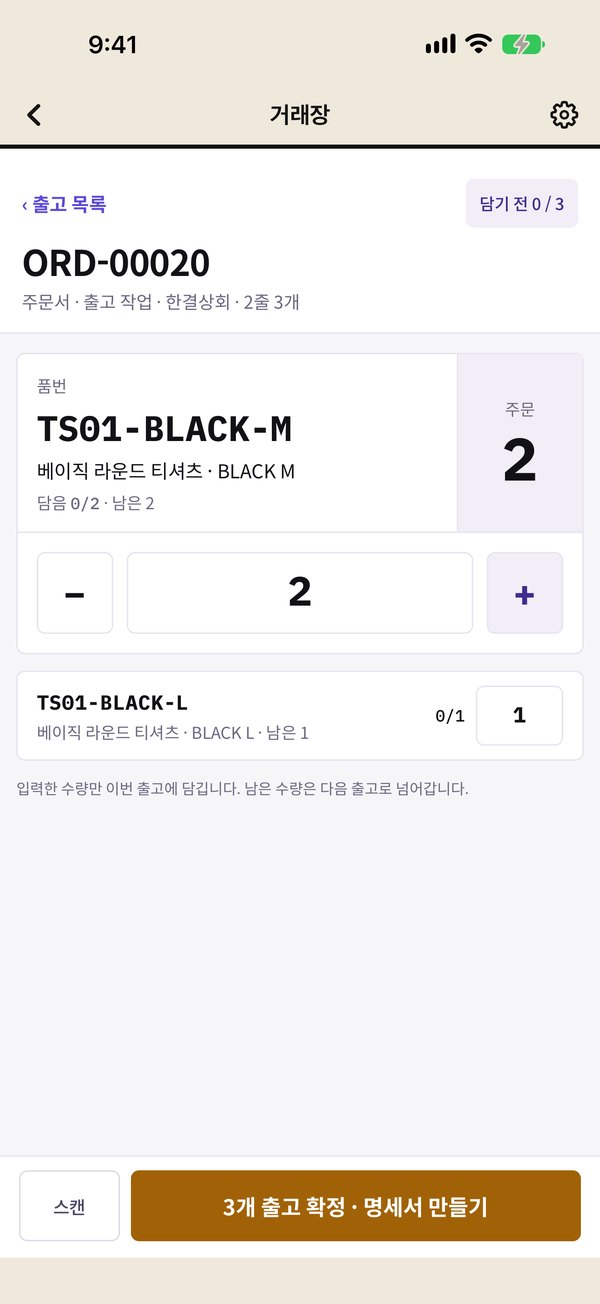 9:41
거래장
‹ 출고 목록
담기 전 0 / 3
ORD-00020
주문서 · 출고 작업 · 한결상회 · 2줄 3개
품번
TS01-BLACK-M
베이직 라운드 티셔츠 · BLACK M
담음 0/2 · 남은 2
주문
2
− 2 +
TS01-BLACK-L
베이직 라운드 티셔츠 · BLACK L · 남은 1
0/1 1
입력한 수량만 이번 출고에 담깁니다. 남은 수량은 다음 출고로 넘어갑니다.
스캔
3개 출고 확정 · 명세서 만들기